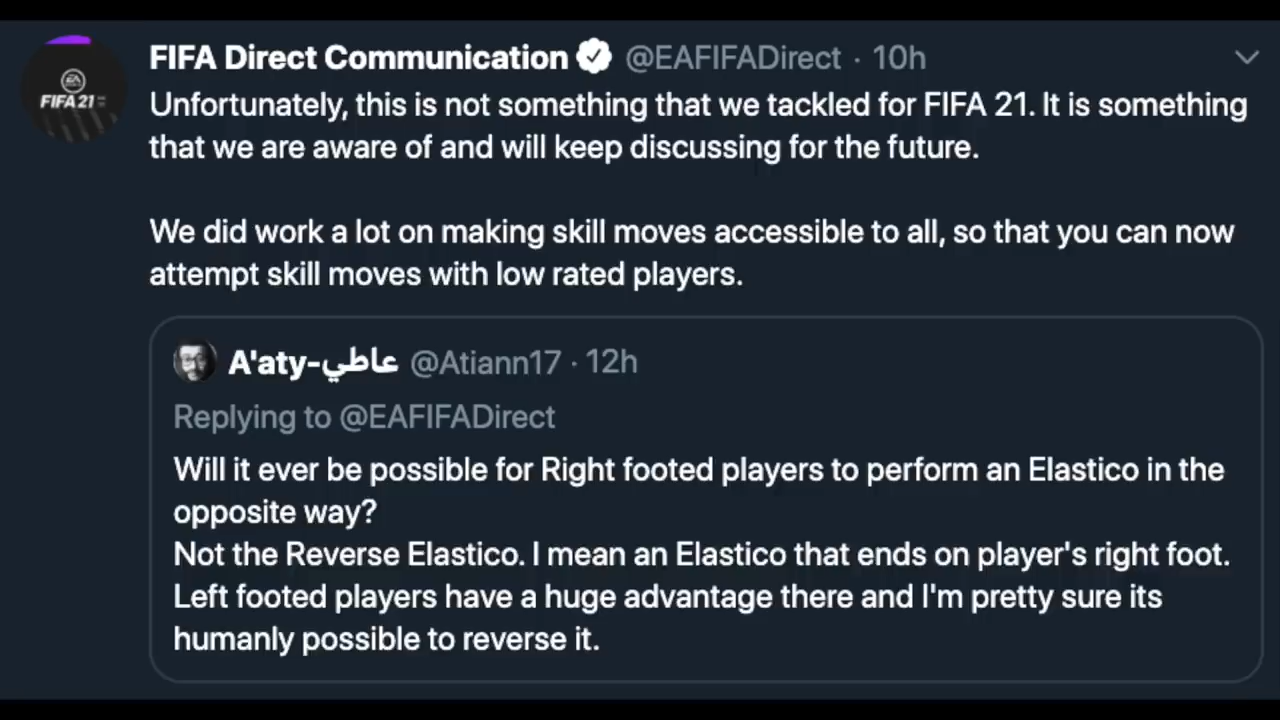 FIFA Direct Communication @EAFIFADirect · 10h
EA
FIFA 21
Unfortunately, this is not something that we tackled for FIFA 21. It is something
that we are aware of and will keep discussing for the future.
We did work a lot on making skill moves accessible to all, so that you can now
attempt skill moves with low rated players.
A'aty-عاطي @Atiann17 · 12h
Replying to @EAFIFADirect
Will it ever be possible for Right footed players to perform an Elastico in the
opposite way?
Not the Reverse Elastico. I mean an Elastico that ends on player's right foot.
Left footed players have a huge advantage there and I'm pretty sure its
humanly possible to reverse it.